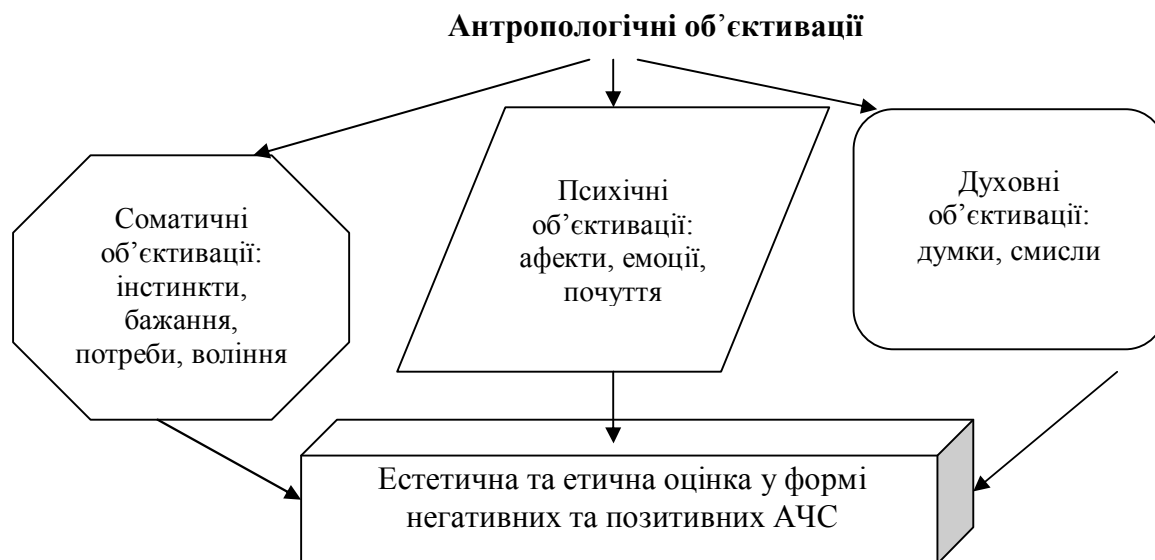 Антропологічні об’єктивації
Соматичні
об’єктивації:
інстинкти,
бажання,
потреби, воління
Психічні
об’єктивації:
афекти, емоції,
почуття
Духовні
об’єктивації:
думки, смисли
Естетична та етична оцінка у формі
негативних та позитивних АЧС